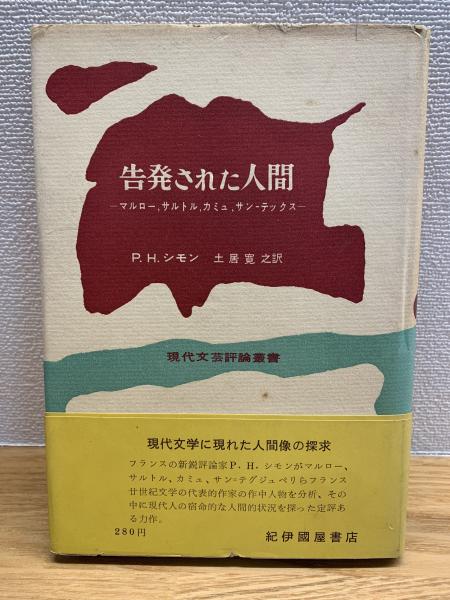 告発された人間
―マルロー,サルトル,カミュ,サン=テックス―
P.H.シモン 土居寛之訳
現代文芸評論叢書
現代文学に現れた人間像の探求
フランスの新鋭評論家P.H.シモンがマルロー、
サルトル、カミュ、サン=テグジュペリらフランス
廿世紀文学の代表的作家の作中人物を分析、その
中に現代人の宿命的な人間的状況を探った定評あ
る力作。
280円
紀伊國屋書店